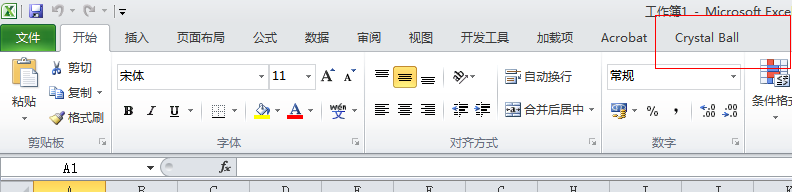 工作簿1 - Microsoft Exce
文件 开始 插入 页面布局 公式 数据 审阅 视图 开发工具 加载项 Acrobat Crystal Ball
粘贴 剪切 复制 格式刷 剪贴板
宋体 11 A A B I U A wén 文 字体
自动换行 合并后居中 对齐方式
常规 % , .00 .00 数字
条件格式
A1 fx
A B C D E F G H I J